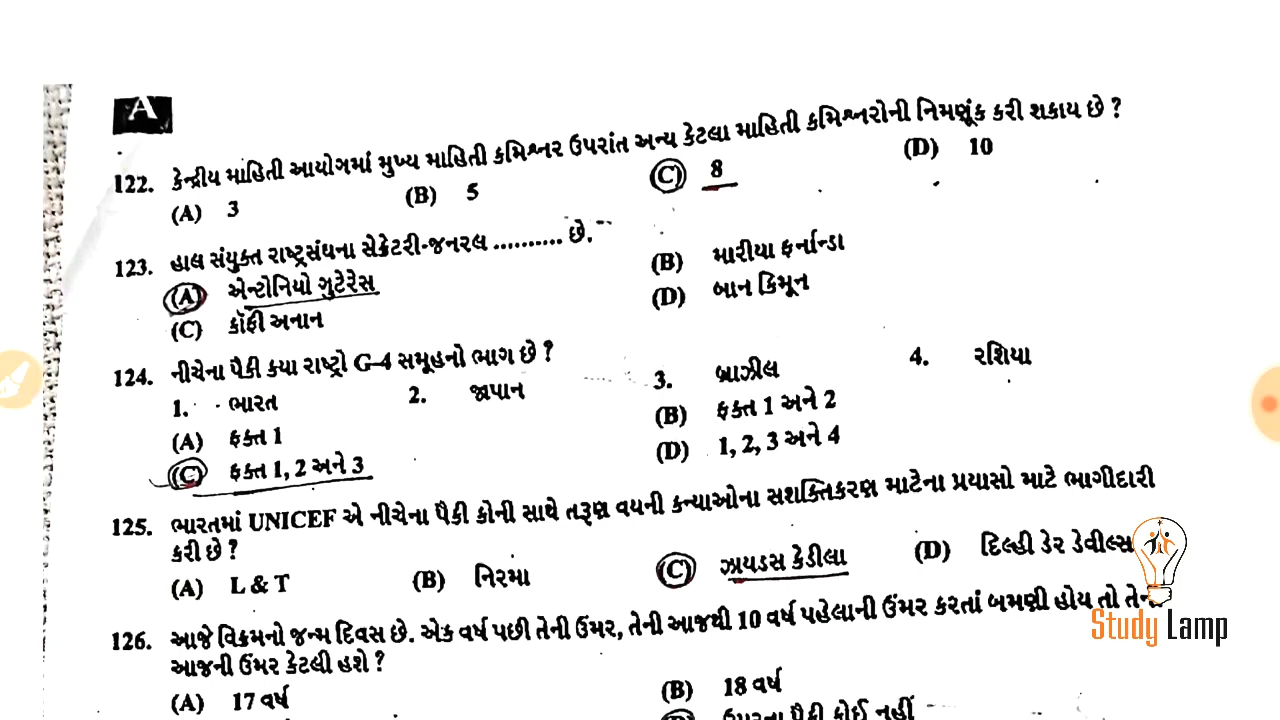 A
122. કેન્દ્રીય માહિતી આયોગમાં મુખ્ય માહિતી કમિશ્નર ઉપરાંત અન્ય કેટલા માહિતી કમિશ્નરોની નિમણૂંક કરી શકાય છે ?
(A) 3 (B) 5 (C) 8 (D) 10
123. હાલ સંયુક્ત રાષ્ટ્રસંઘના સેક્રેટરી-જનરલ .......... છે.
(A) એન્ટોનિયો ગુટેરેસ (B) મારીયા ફર્નાન્ડા
(C) કૉફી અનાન (D) બાન કિમૂન
124. નીચેના પૈકી કયા રાષ્ટ્રો G-4 સમૂહનો ભાગ છે ?
1. ભારત 2. જાપાન 3. બ્રાઝીલ 4. રશિયા
(A) ફક્ત 1 (B) ફક્ત 1 અને 2
(C) ફક્ત 1, 2 અને 3 (D) 1, 2, 3 અને 4
125. ભારતમાં UNICEF એ નીચેના પૈકી કોની સાથે તરૂણ વયની કન્યાઓના સશક્તિકરણ માટેના પ્રયાસો માટે ભાગીદારી
કરી છે ?
(A) L & T (B) નિરમા (C) ઝાયડસ કેડીલા (D) દિલ્હી ડેર ડેવીલ્સ
126. આજે વિક્રમનો જન્મ દિવસ છે. એક વર્ષ પછી તેની ઉંમર, તેની આજથી 10 વર્ષ પહેલાની ઉંમર કરતાં બમણી હોય તો તેની
આજની ઉંમર કેટલી હશે ?
(A) 17 વર્ષ (B) 18 વર્ષ
ઉપરના પૈકી કોઈ નહીં
Study Lamp